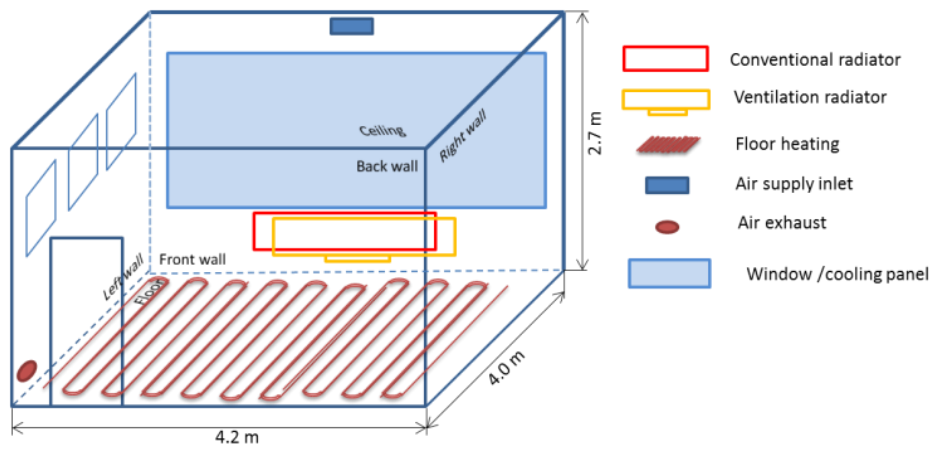 Ceiling
Right wall
Back wall
Left wall
Front wall
Floor
2.7 m
4.0 m
4.2 m
Conventional radiator
Ventilation radiator
Floor heating
Air supply inlet
Air exhaust
Window /cooling panel